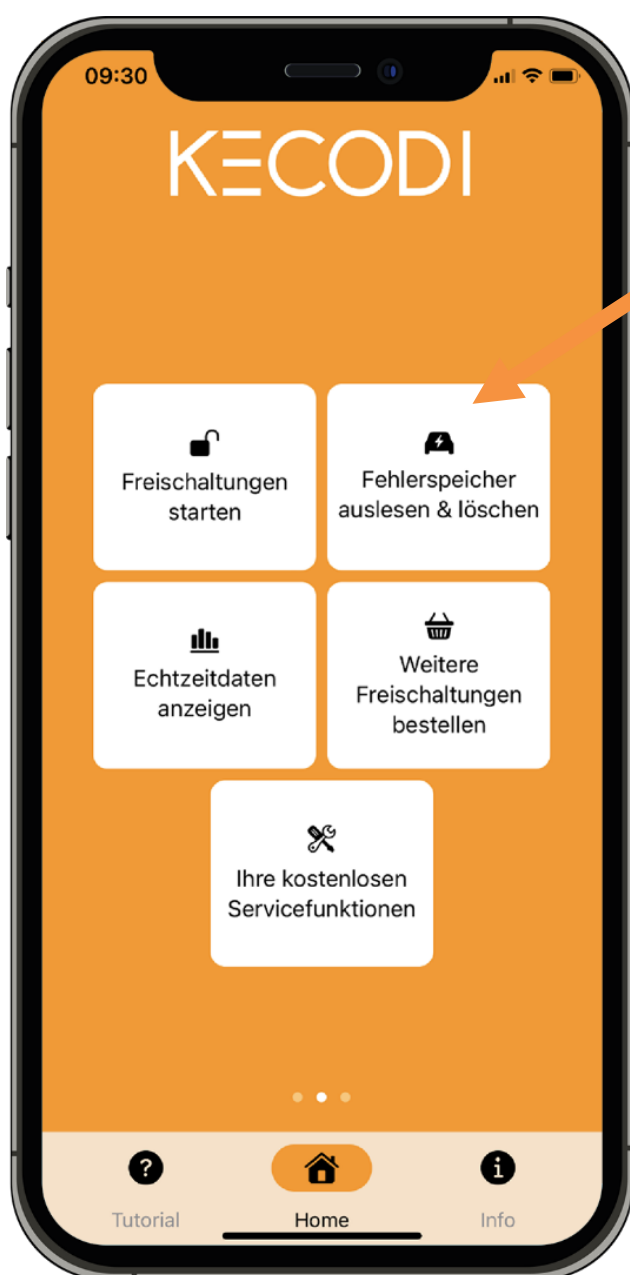 09:30
KECODI
Freischaltungen
starten
Fehlerspeicher
auslesen & löschen
Echtzeitdaten
anzeigen
Weitere
Freischaltungen
bestellen
Ihre kostenlosen
Servicefunktionen
?
i
Tutorial
Home
Info